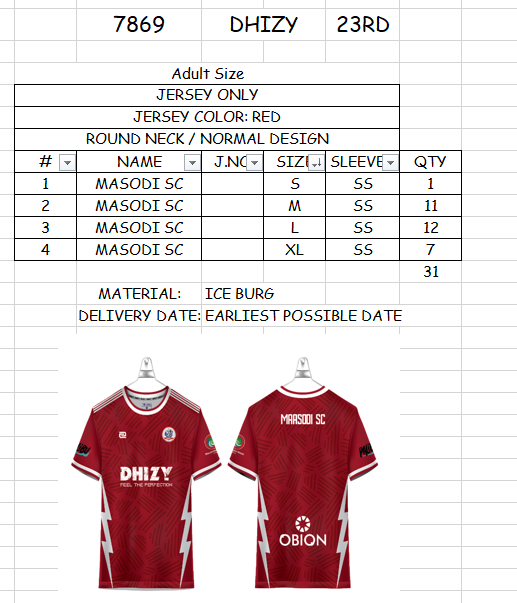 7869 DHIZY 23RD
Adult Size
JERSEY ONLY
JERSEY COLOR: RED
ROUND NECK / NORMAL DESIGN
# NAME J.NO SIZE SLEEVE QTY
1 MASODI SC S SS 1
2 MASODI SC M SS 11
3 MASODI SC L SS 12
4 MASODI SC XL SS 7
31
MATERIAL: ICE BURG
DELIVERY DATE: EARLIEST POSSIBLE DATE
MAASODI SC
DHIZY
FEEL THE PERFECTION
OBION